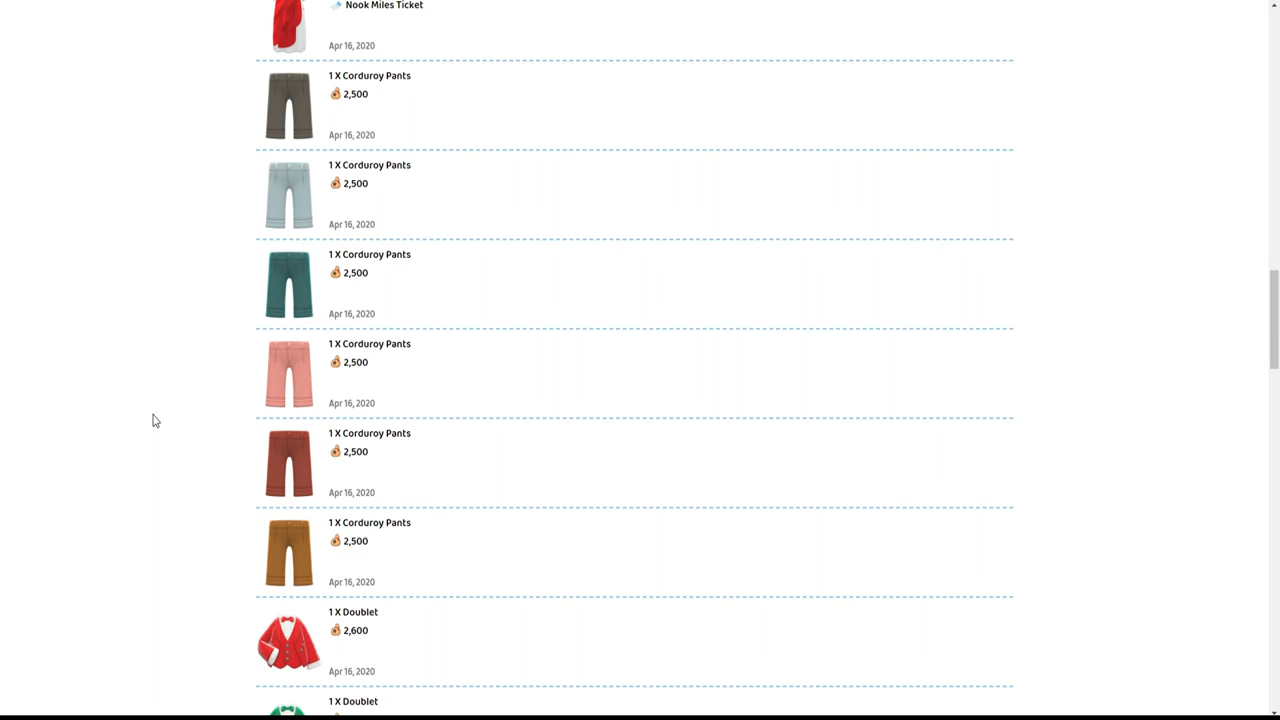 Nook Miles Ticket
Apr 16, 2020
1 X Corduroy Pants
2,500
Apr 16, 2020
1 X Corduroy Pants
2,500
Apr 16, 2020
1 X Corduroy Pants
2,500
Apr 16, 2020
1 X Corduroy Pants
2,500
Apr 16, 2020
1 X Corduroy Pants
2,500
Apr 16, 2020
1 X Corduroy Pants
2,500
Apr 16, 2020
1 X Doublet
2,600
Apr 16, 2020
1 X Doublet